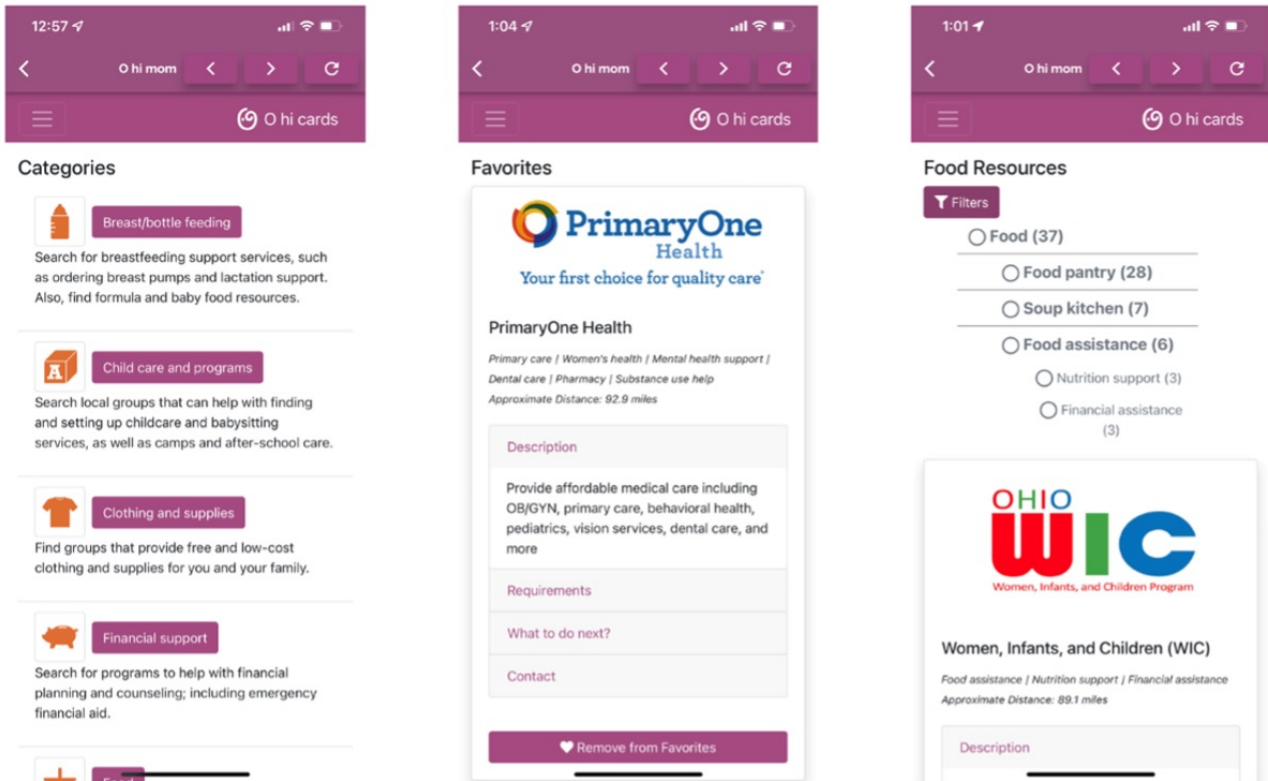 12:57
O hi mom
O hi cards
Categories
Breast/bottle feeding
Search for breastfeeding support services, such
as ordering breast pumps and lactation support.
Also, find formula and baby food resources.
A
Child care and programs
Search local groups that can help with finding
and setting up childcare and babysitting
services, as well as camps and after-school care.
Clothing and supplies
Find groups that provide free and low-cost
clothing and supplies for you and your family.
Financial support
Search for programs to help with financial
planning and counseling; including emergency
financial aid.
Food
1:04
O hi mom
O hi cards
Favorites
PrimaryOne
Health
Your first choice for quality care
PrimaryOne Health
Primary care | Women's health | Mental health support |
Dental care | Pharmacy | Substance use help
Approximate Distance: 92.9 miles
Description
Provide affordable medical care including
OB/GYN, primary care, behavioral health,
pediatrics, vision services, dental care, and
more
Requirements
What to do next?
Contact
Remove from Favorites
1:01
O hi mom
O hi cards
Food Resources
Filters
Food (37)
Food pantry (28)
Soup kitchen (7)
Food assistance (6)
Nutrition support (3)
Financial assistance
(3)
OHIO
WIC
Women, Infants, and Children Program
Women, Infants, and Children (WIC)
Food assistance | Nutrition support | Financial assistance
Approximate Distance: 89.1 miles
Description